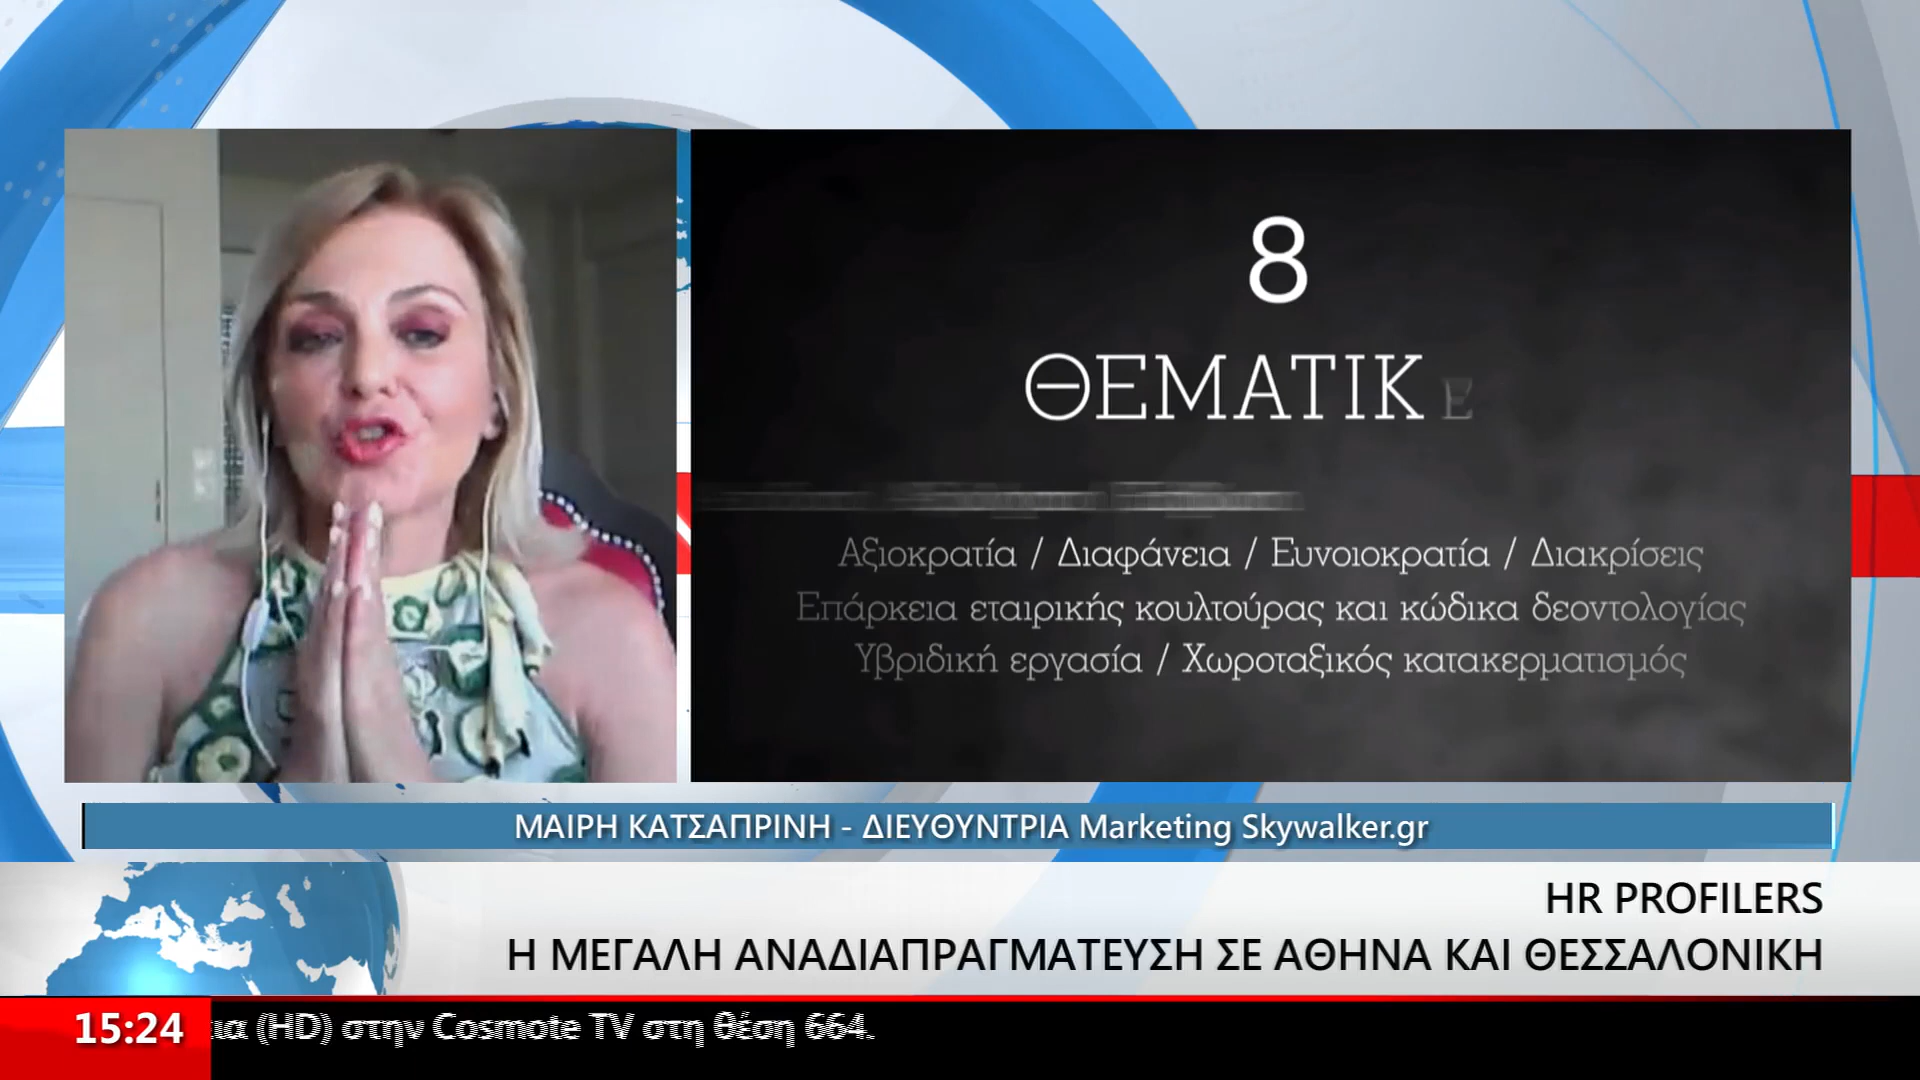 8
ΘΕΜΑΤΙΚΕ
Αξιοκρατία / Διαφάνεια / Ευνοιοκρατία / Διακρίσεις
Επάρκεια εταιρικής κουλτούρας και κώδικα δεοντολογίας
Υβριδική εργασία / Χωροταξικός κατακερματισμός
ΜΑΙΡΗ ΚΑΤΣΑΠΡΙΝΗ - ΔΙΕΥΘΥΝΤΡΙΑ Marketing Skywalker.gr
HR PROFILERS
Η ΜΕΓΑΛΗ ΑΝΑΔΙΑΠΡΑΓΜΑΤΕΥΣΗ ΣΕ ΑΘΗΝΑ ΚΑΙ ΘΕΣΣΑΛΟΝΙΚΗ
15:24 ια (HD) στην Cosmote TV στη θέση 664.